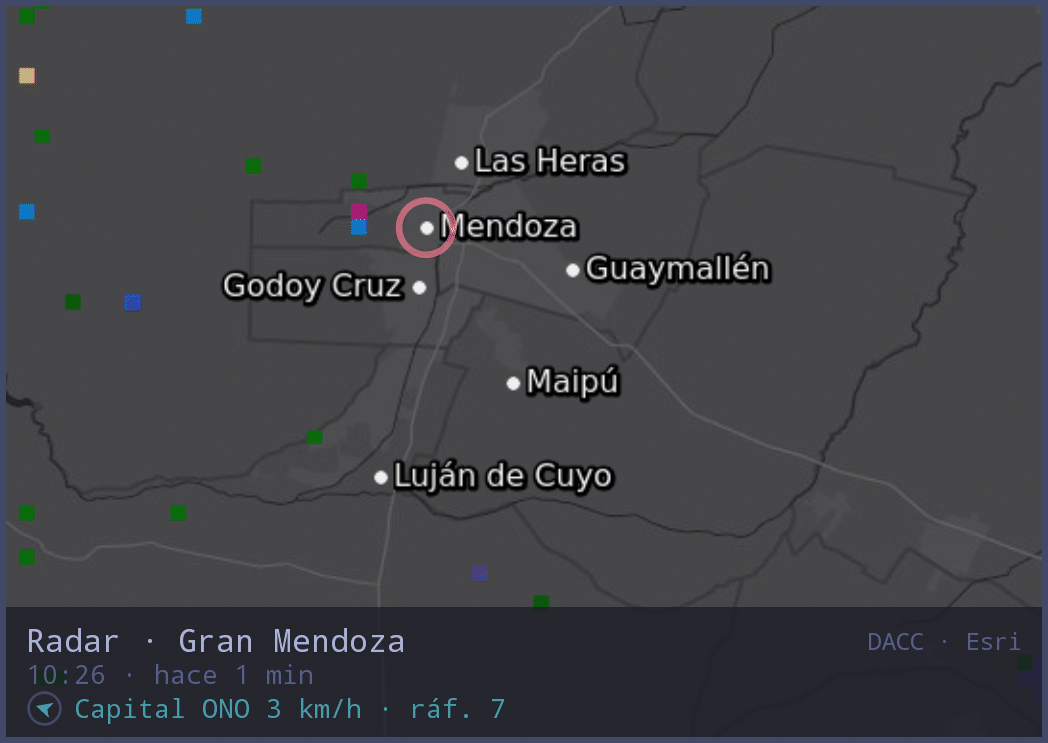 Las Heras
Mendoza
Guaymallén
Godoy Cruz
Maipú
Luján de Cuyo
Radar · Gran Mendoza
DACC · Esri
10:26 · hace 1 min
Capital ONO 3 km/h · ráf. 7